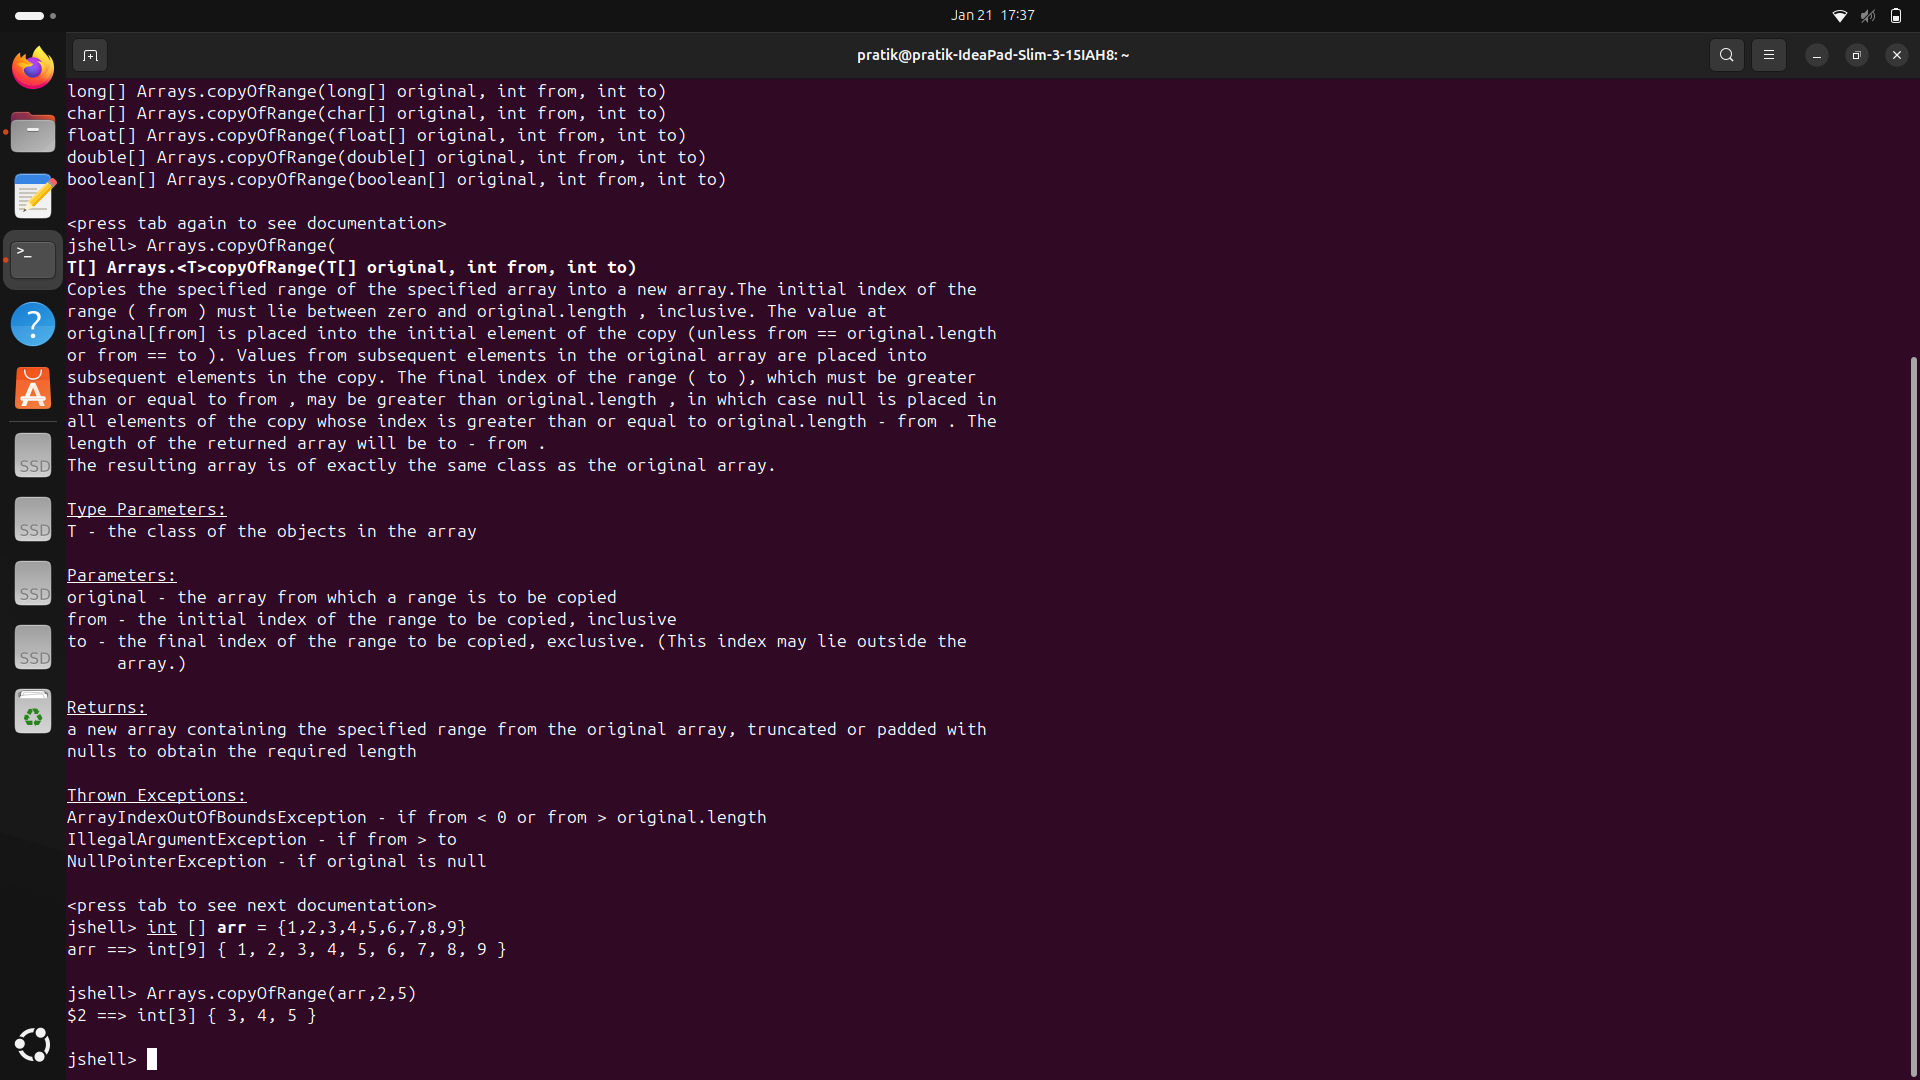 Jan 21 17:37
pratik@pratik-IdeaPad-Slim-3-15IAH8: ~
long[] Arrays.copyOfRange(long[] original, int from, int to)
char[] Arrays.copyOfRange(char[] original, int from, int to)
float[] Arrays.copyOfRange(float[] original, int from, int to)
double[] Arrays.copyOfRange(double[] original, int from, int to)
boolean[] Arrays.copyOfRange(boolean[] original, int from, int to)

<press tab again to see documentation>
jshell> Arrays.copyOfRange(
T[] Arrays.<T>copyOfRange(T[] original, int from, int to)
Copies the specified range of the specified array into a new array.The initial index of the
range ( from ) must lie between zero and original.length , inclusive. The value at
original[from] is placed into the initial element of the copy (unless from == original.length
or from == to ). Values from subsequent elements in the original array are placed into
subsequent elements in the copy. The final index of the range ( to ), which must be greater
than or equal to from , may be greater than original.length , in which case null is placed in
all elements of the copy whose index is greater than or equal to original.length - from . The
length of the returned array will be to - from .
The resulting array is of exactly the same class as the original array.

Type Parameters:
T - the class of the objects in the array

Parameters:
original - the array from which a range is to be copied
from - the initial index of the range to be copied, inclusive
to - the final index of the range to be copied, exclusive. (This index may lie outside the
     array.)

Returns:
a new array containing the specified range from the original array, truncated or padded with
nulls to obtain the required length

Thrown Exceptions:
ArrayIndexOutOfBoundsException - if from < 0 or from > original.length
IllegalArgumentException - if from > to
NullPointerException - if original is null

<press tab to see next documentation>
jshell> int [] arr = {1,2,3,4,5,6,7,8,9}
arr ==> int[9] { 1, 2, 3, 4, 5, 6, 7, 8, 9 }

jshell> Arrays.copyOfRange(arr,2,5)
$2 ==> int[3] { 3, 4, 5 }

jshell>
>_
?
A
SSD
SSD
SSD
SSD